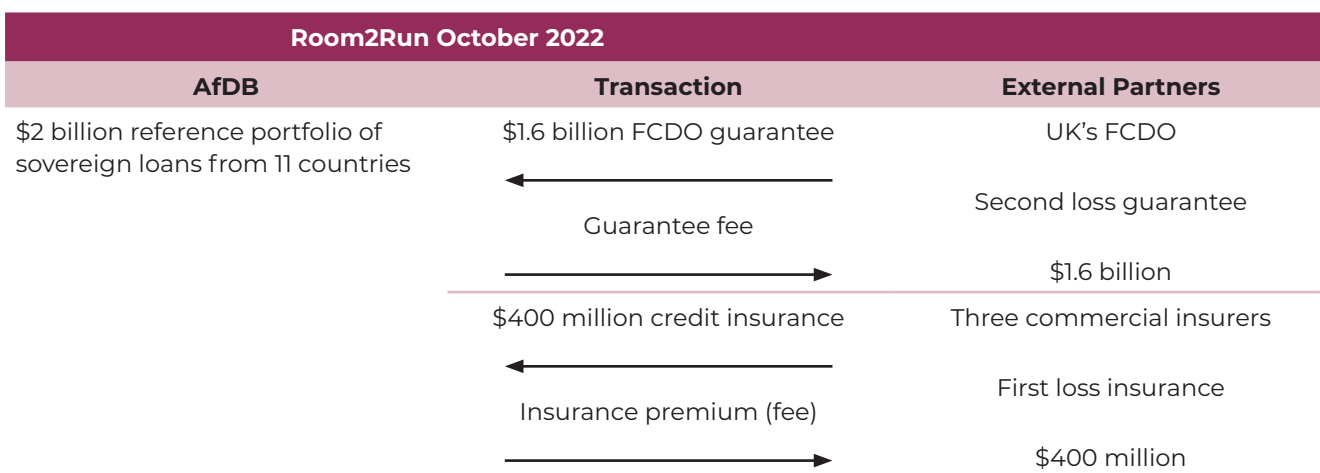 Room2Run October 2022
AfDB
Transaction
External Partners
$2 billion reference portfolio of
sovereign loans from 11 countries
$1.6 billion FCDO guarantee
Guarantee fee
UK's FCDO
Second loss guarantee
$1.6 billion
$400 million credit insurance
Insurance premium (fee)
Three commercial insurers
First loss insurance
$400 million